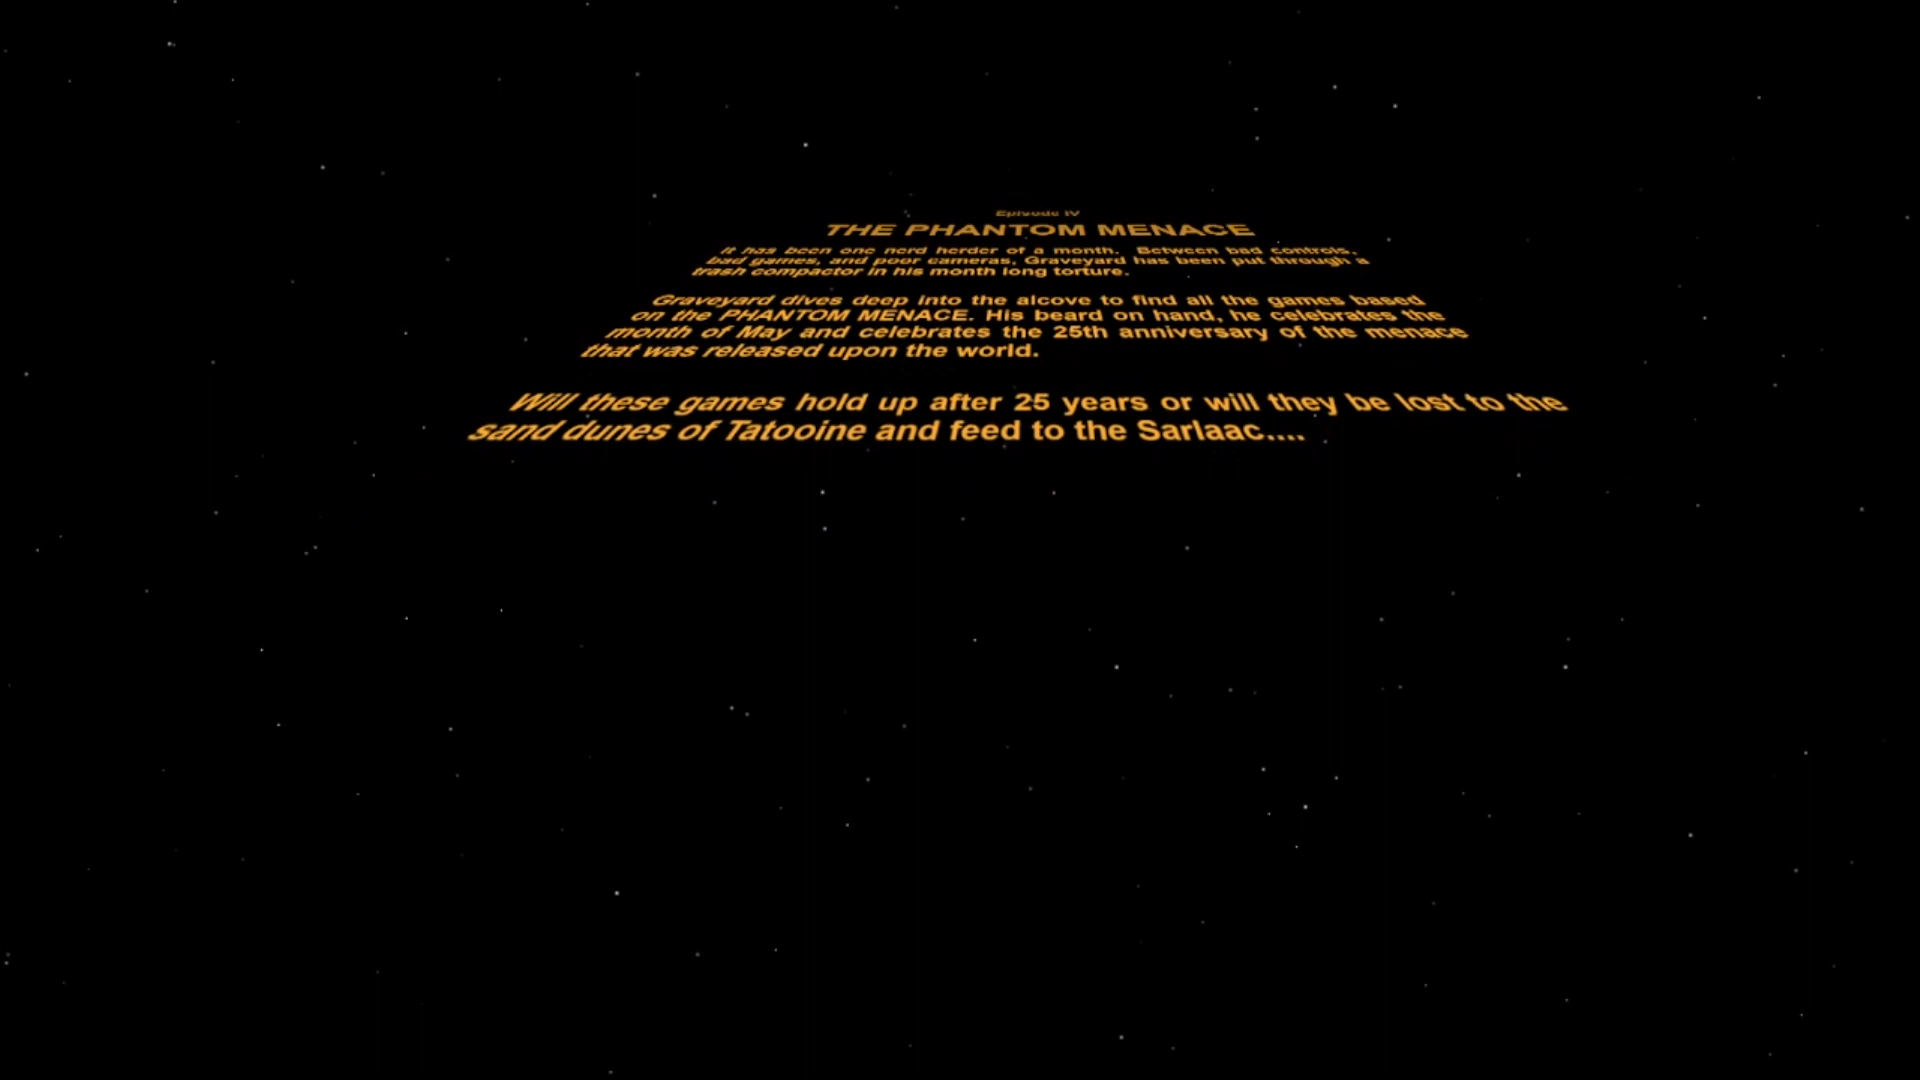 Episode IV
THE PHANTOM MENACE
It has been one nerd herder of a month. Between bad controls,
bad games, and poor cameras, Graveyard has been put through a
trash compactor in his month long torture.
Graveyard dives deep into the alcove to find all the games based
on the PHANTOM MENACE. His beard on hand, he celebrates the
month of May and celebrates the 25th anniversary of the menace
that was released upon the world.
Will these games hold up after 25 years or will they be lost to the
sand dunes of Tatooine and feed to the Sarlaac....